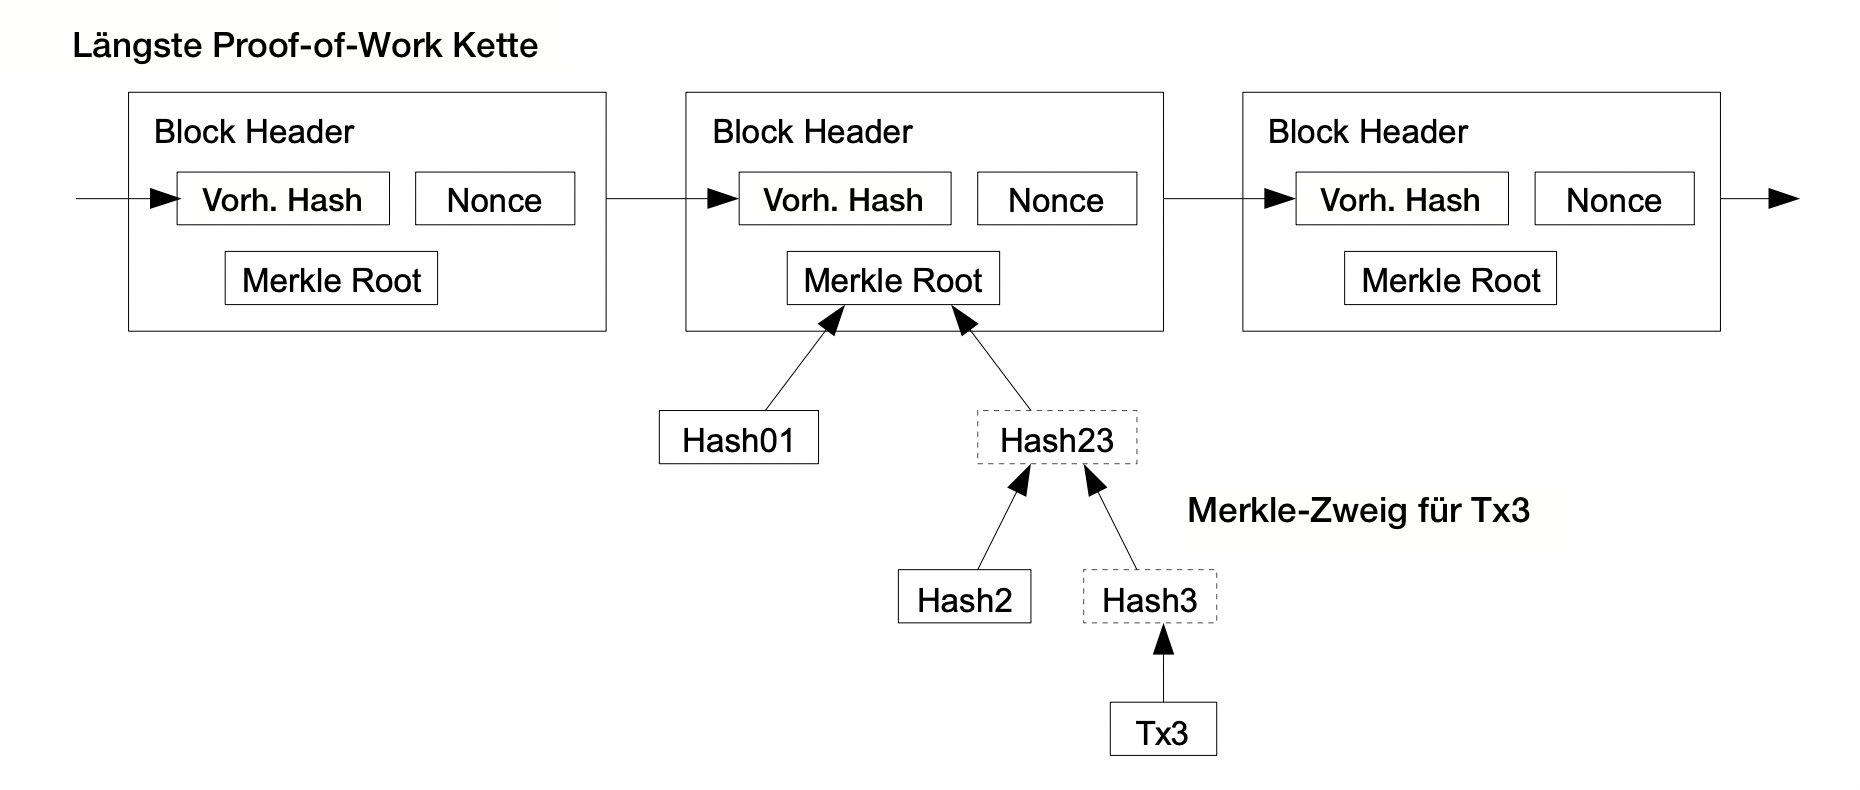 Längste Proof-of-Work Kette
Block Header
Block Header
Block Header
Vorh. Hash
Nonce
Vorh. Hash
Nonce
Vorh. Hash
Nonce
Merkle Root
Merkle Root
Merkle Root
Hash01
Hash23
Merkle-Zweig für Tx3
Hash2
Hash3
Tx3